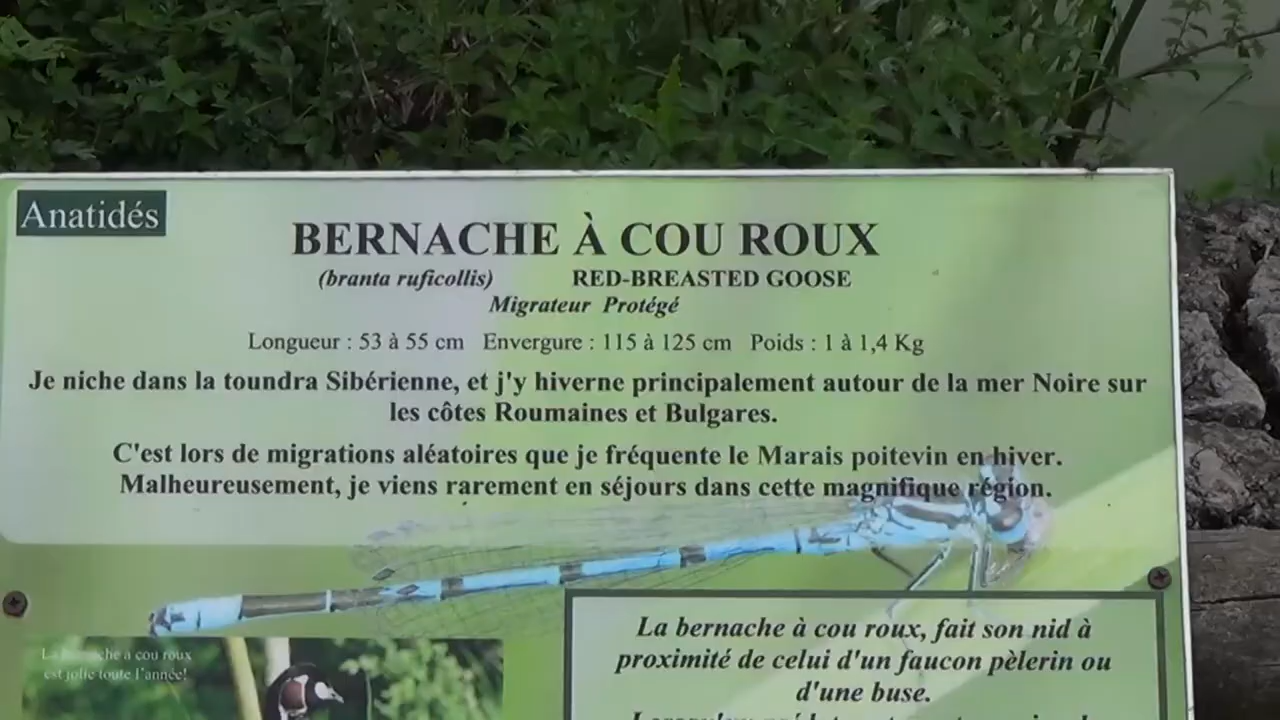 Anatidés
BERNACHE À COU ROUX
(branta ruficollis) RED-BREASTED GOOSE
Migrateur Protégé
Longueur : 53 à 55 cm Envergure : 115 à 125 cm Poids : 1 à 1,4 Kg
Je niche dans la toundra Sibérienne, et j'y hiverne principalement autour de la mer Noire sur
les côtes Roumaines et Bulgares.
C'est lors de migrations aléatoires que je fréquente le Marais poitevin en hiver.
Malheureusement, je viens rarement en séjours dans cette magnifique région.
La bernache a cou roux
est jolie toute l'année!
La bernache à cou roux, fait son nid à
proximité de celui d'un faucon pèlerin ou
d'une buse.